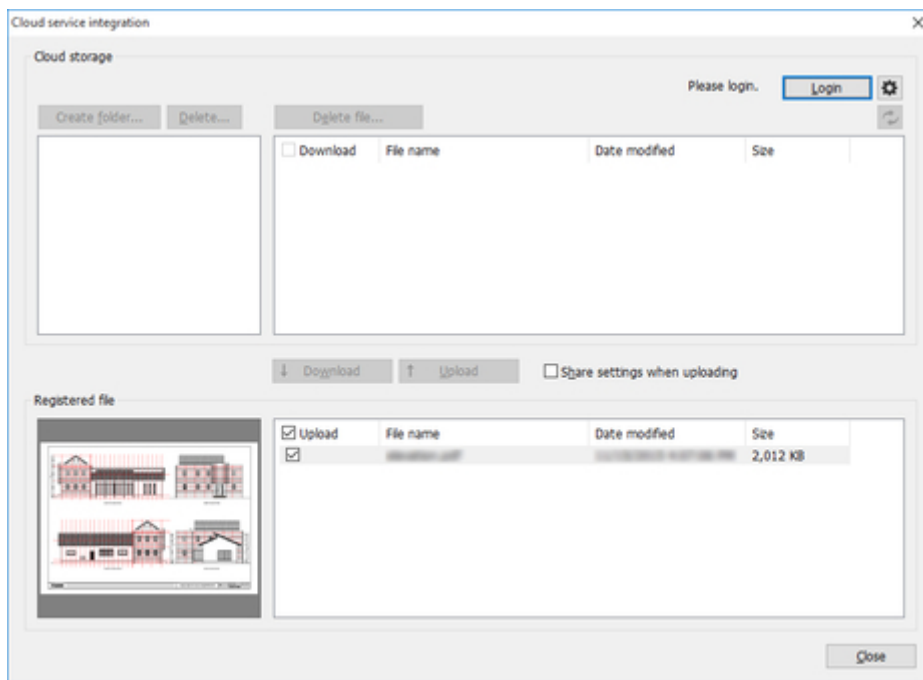 Cloud service integration
Cloud storage
Please login. Login
Create folder... Delete... Delete file...
Download File name Date modified Size
Download Upload Share settings when uploading
Registered file
Upload File name Date modified Size
2,012 KB
Close